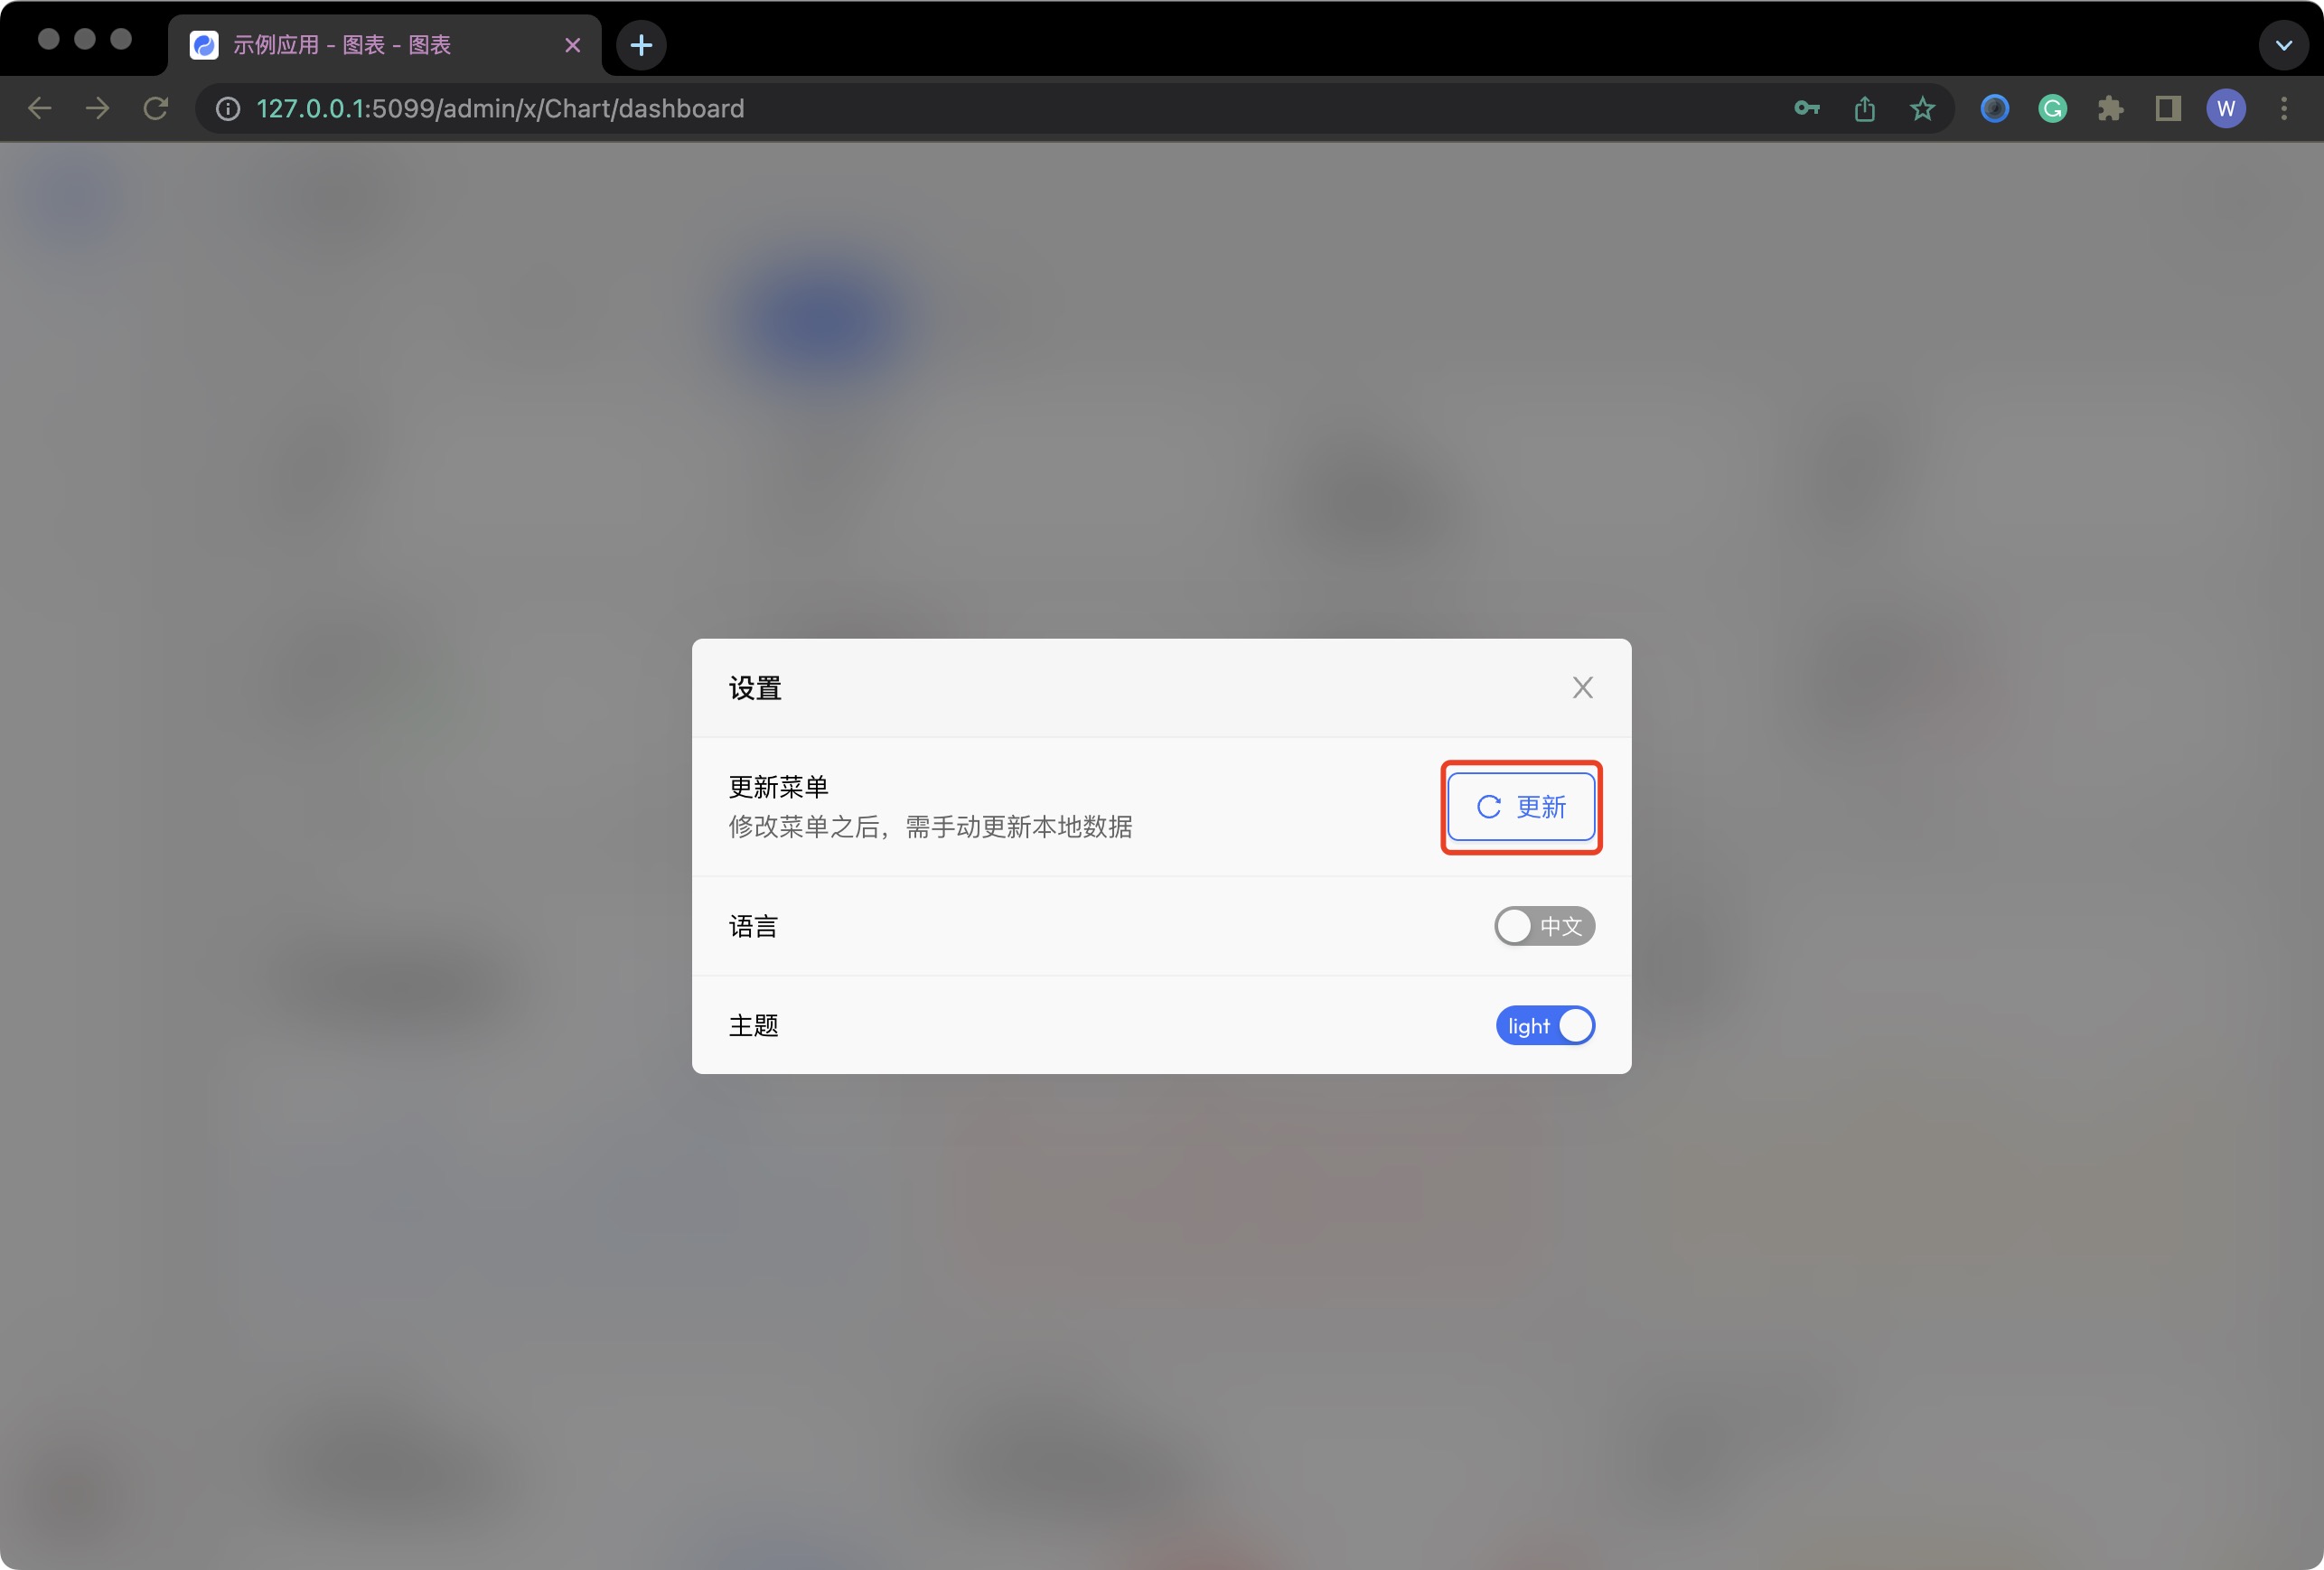 示例应用 - 图表 - 图表
127.0.0.1:5099/admin/x/Chart/dashboard
W
设置
更新菜单
修改菜单之后，需手动更新本地数据
更新
语言
中文
主题
light